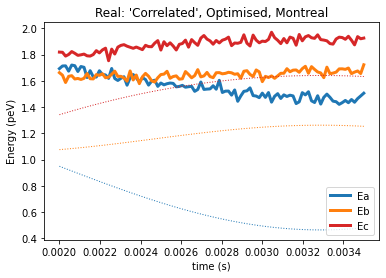 Real: 'Correlated', Optimised, Montreal
Energy (peV)
2.0
1.8
1.6
1.4
1.2
1.0
0.8
0.6
0.4
Ea
Eb
Ec
0.0020 0.0022 0.0024 0.0026 0.0028 0.0030 0.0032 0.0034
time (s)